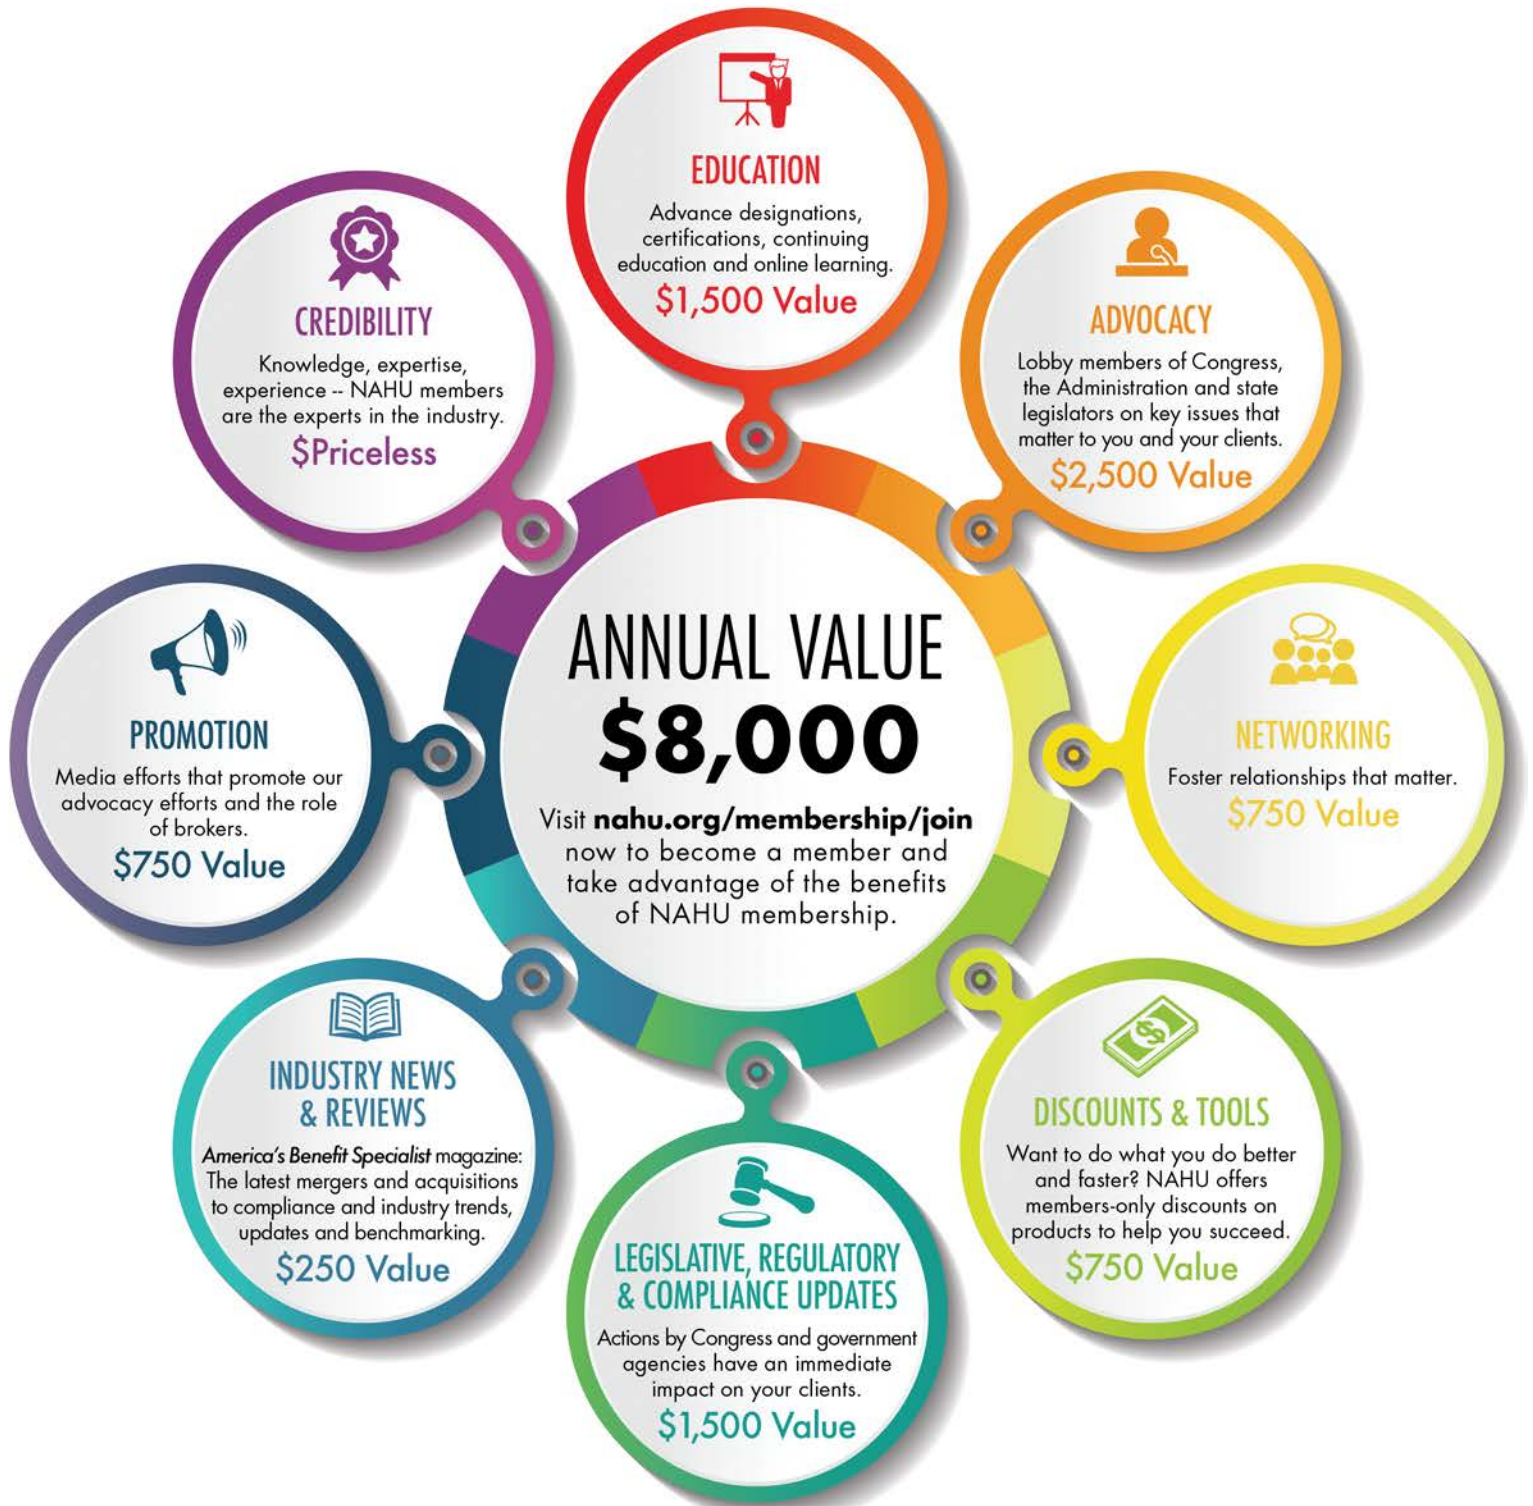 EDUCATION
Advance designations,
certifications, continuing
education and online learning.
$1,500 Value
ADVOCACY
Lobby members of Congress,
the Administration and state
legislators on key issues that
matter to you and your clients.
$2,500 Value
NETWORKING
Foster relationships that matter.
$750 Value
DISCOUNTS & TOOLS
Want to do what you do better
and faster? NAHU offers
members-only discounts on
products to help you succeed.
$750 Value
LEGISLATIVE, REGULATORY
& COMPLIANCE UPDATES
Actions by Congress and government
agencies have an immediate
impact on your clients.
$1,500 Value
INDUSTRY NEWS
& REVIEWS
America's Benefit Specialist magazine:
The latest mergers and acquisitions
to compliance and industry trends,
updates and benchmarking.
$250 Value
PROMOTION
Media efforts that promote our
advocacy efforts and the role
of brokers.
$750 Value
CREDIBILITY
Knowledge, expertise,
experience -- NAHU members
are the experts in the industry.
$Priceless
ANNUAL VALUE
$8,000
Visit nahu.org/membership/join
now to become a member and
take advantage of the benefits
of NAHU membership.